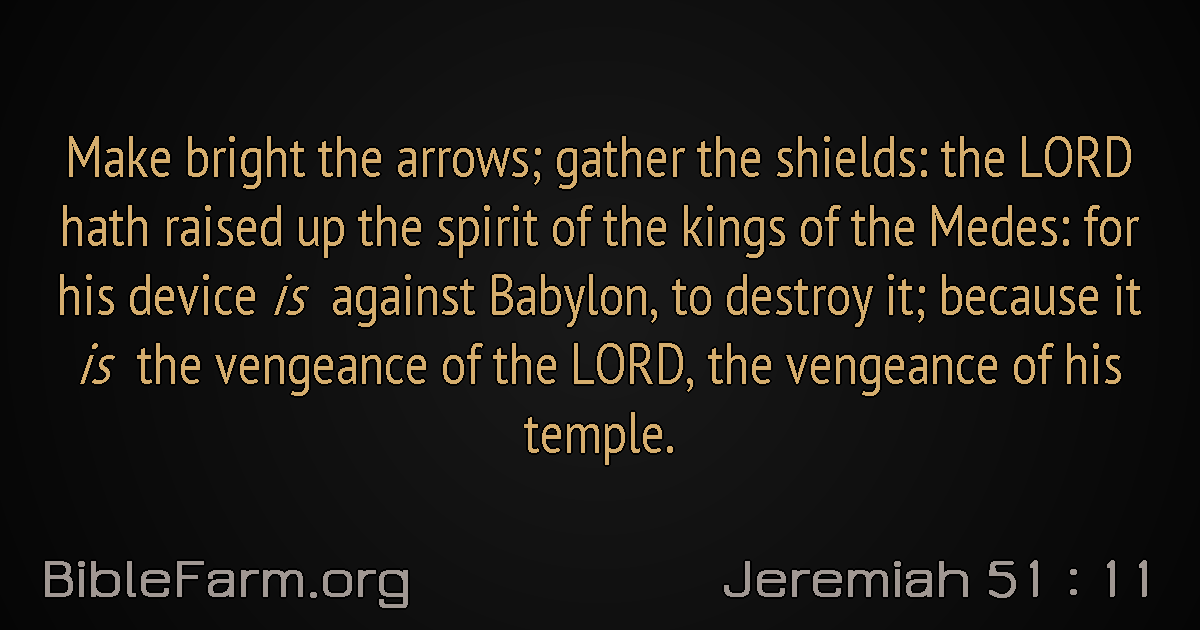 Make bright the arrows; gather the shields: the LORD
hath raised up the spirit of the kings of the Medes: for
his device is against Babylon, to destroy it; because it
is the vengeance of the LORD, the vengeance of his
temple.
BibleFarm.org
Jeremiah 51 : 11